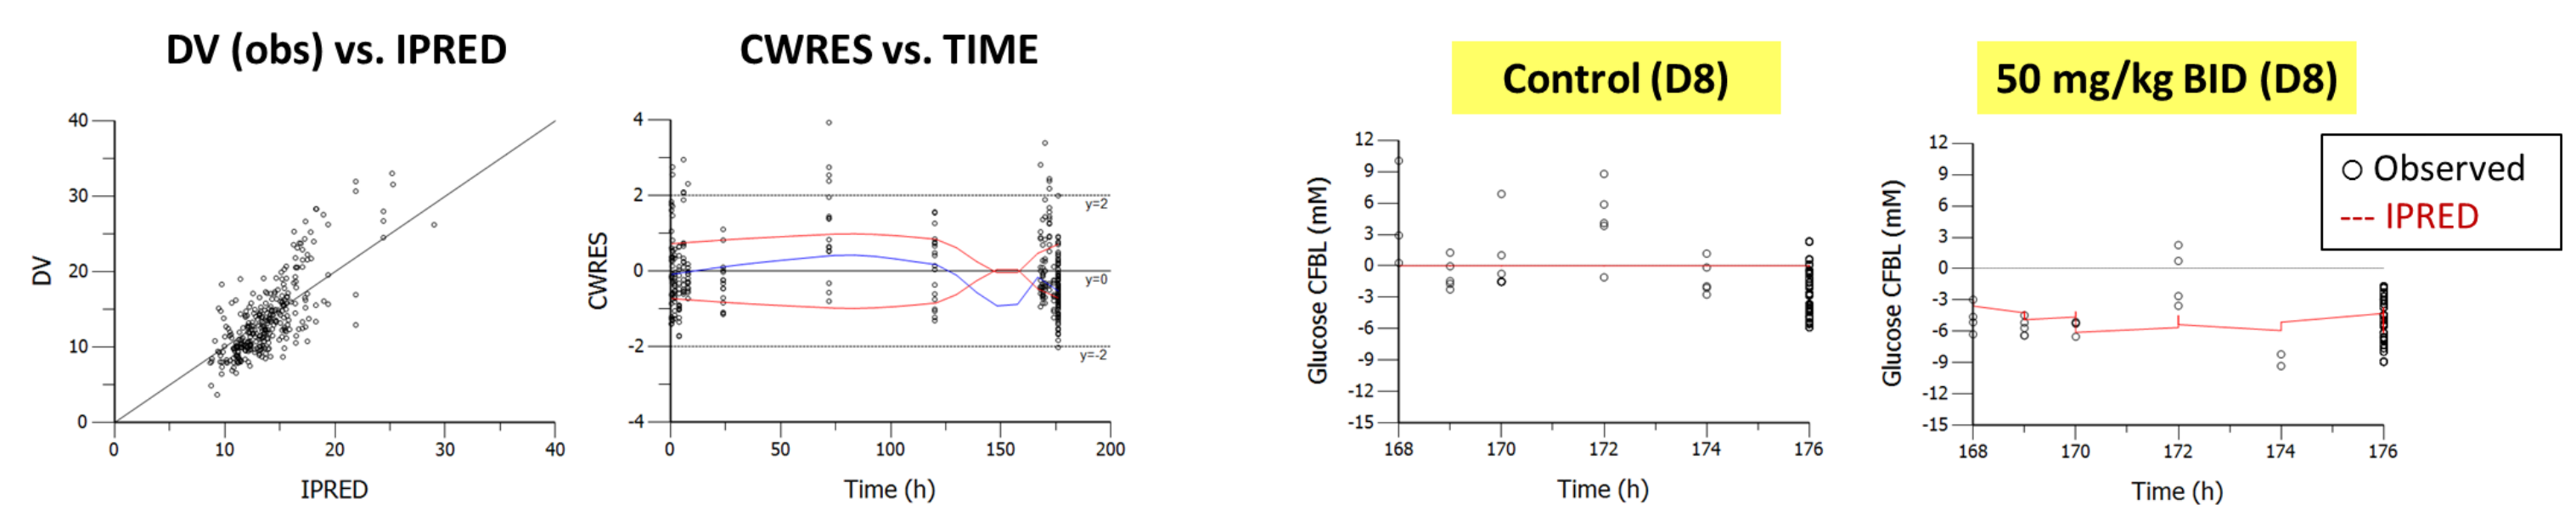 DV (obs) vs. IPRED
CWRES vs. TIME
Control (D8)
50 mg/kg BID (D8)
DV
40
30
20
10
0
0 10 20 30 40
IPRED
CWRES
4
2
0
-2
-4
y=2
y=0
y=-2
0 50 100 150 200
Time (h)
Glucose CFBL (mM)
12
9
6
3
0
-3
-6
-9
-12
-15
168 170 172 174 176
Time (h)
Glucose CFBL (mM)
12
9
6
3
0
-3
-6
-9
-12
-15
168 170 172 174 176
Time (h)
Observed
--- IPRED